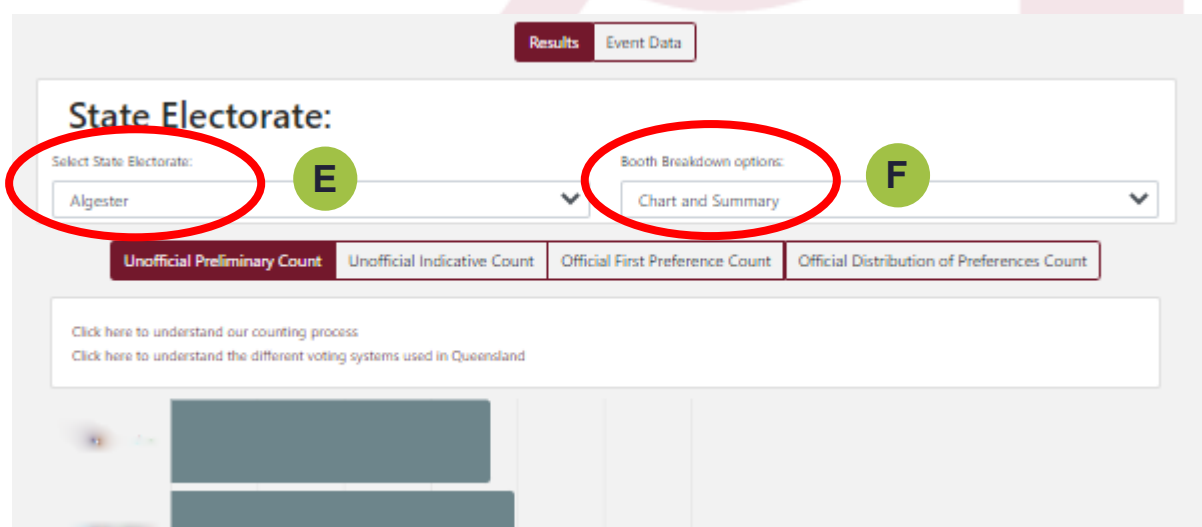 Results Event Data
State Electorate:
Select State Electorate: Booth Breakdown options:
E F
Algester Chart and Summary
Unofficial Preliminary Count Unofficial Indicative Count Official First Preference Count Official Distribution of Preferences Count
Click here to understand our counting process
Click here to understand the different voting systems used in Queensland